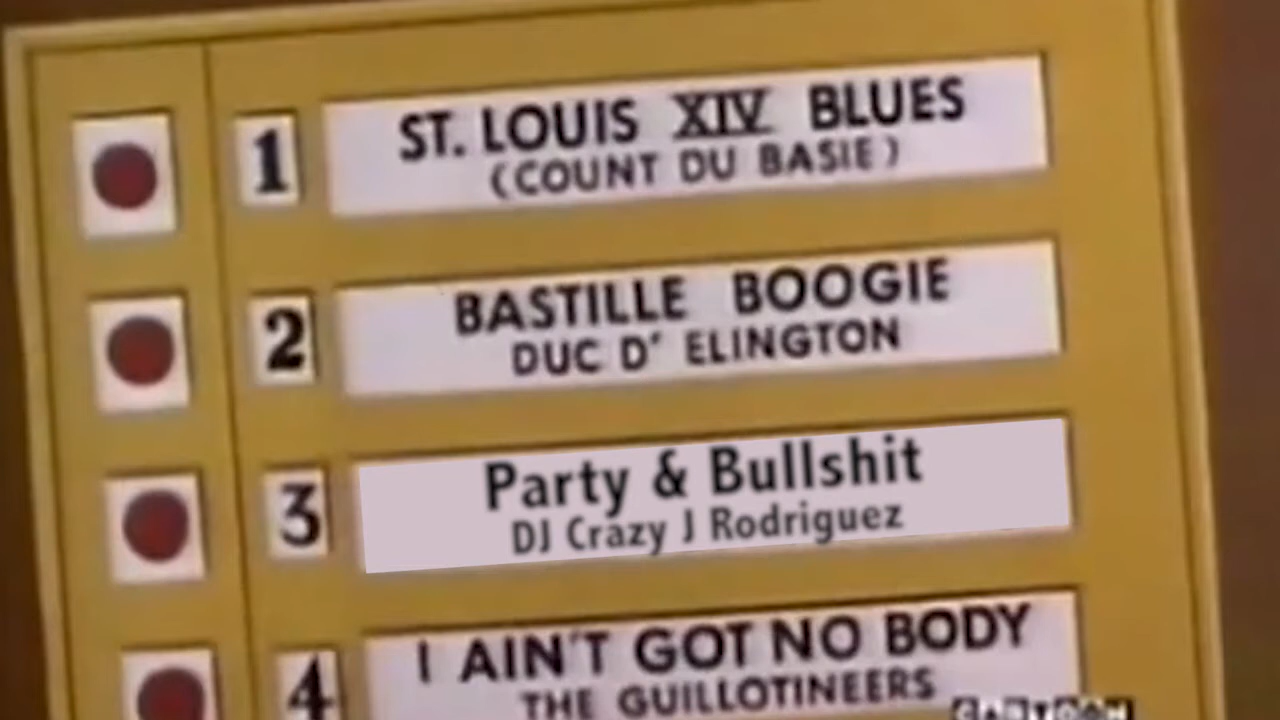 1
ST. LOUIS XIV BLUES
(COUNT DU BASIE)
2
BASTILLE BOOGIE
DUC D' ELINGTON
3
Party & Bullshit
DJ Crazy J Rodriguez
4
I AIN'T GOT NO BODY
THE GUILLOTINEERS
CARTOON